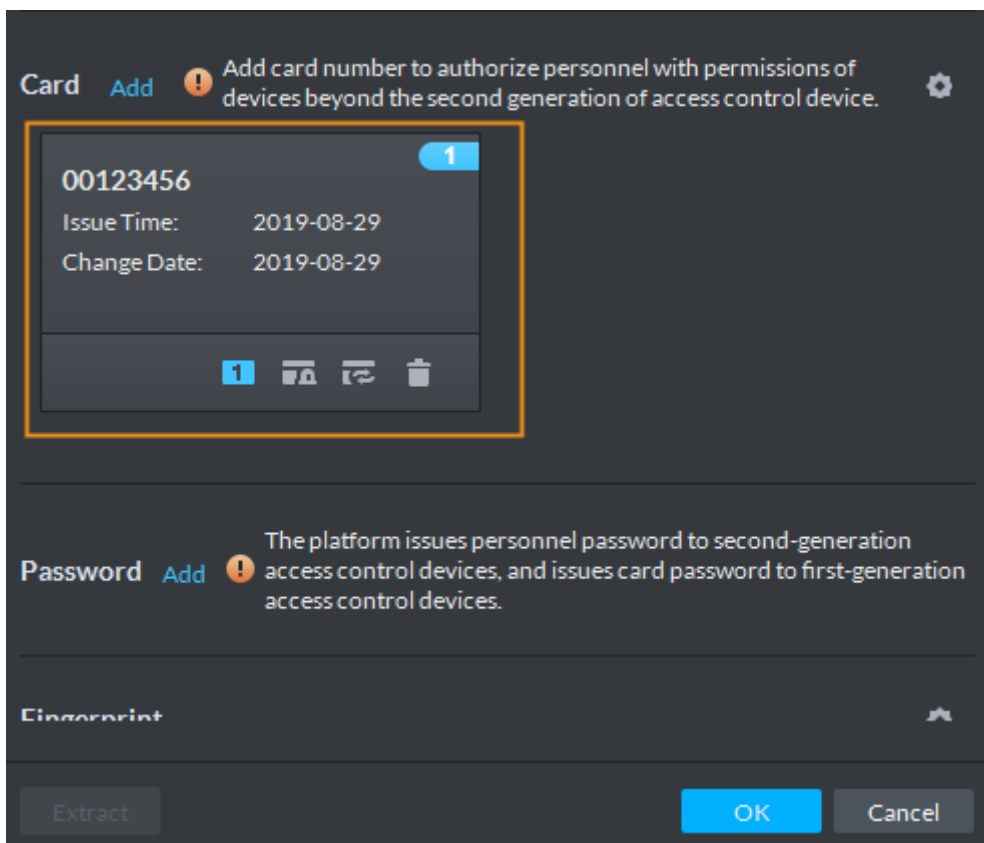 Card Add ! Add card number to authorize personnel with permissions of
devices beyond the second generation of access control device.
1
00123456
Issue Time: 2019-08-29
Change Date: 2019-08-29
1
The platform issues personnel password to second-generation
Password Add ! access control devices, and issues card password to first-generation
access control devices.
Fingerprint
Extract OK Cancel